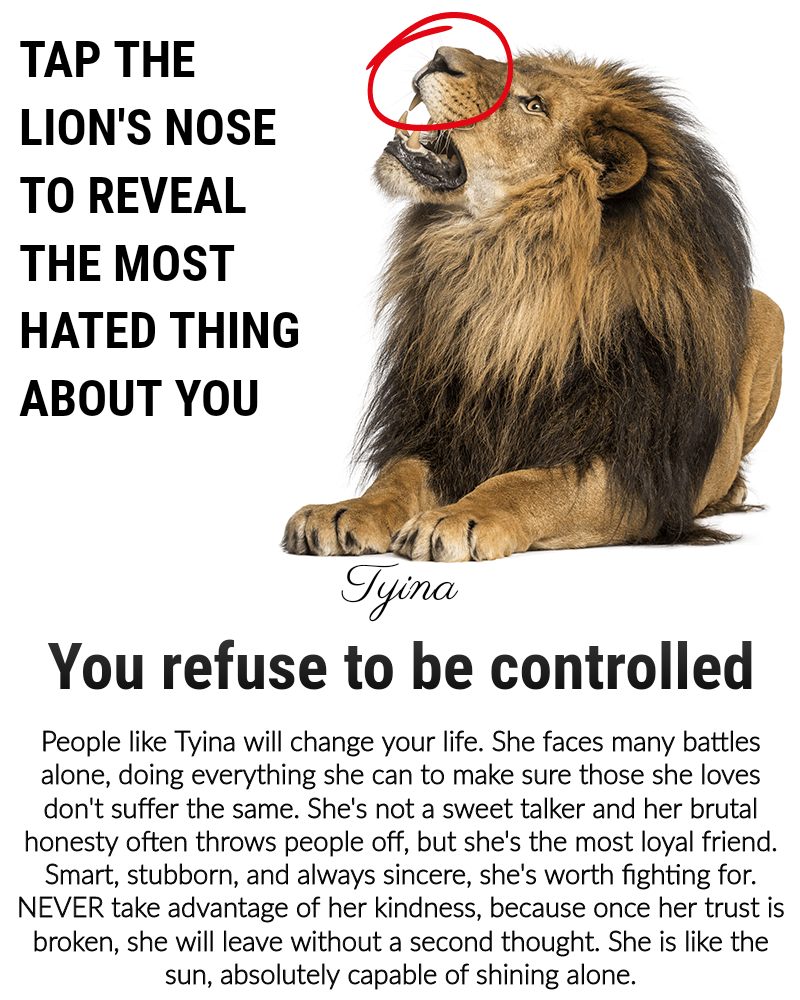 TAP THE
LION'S NOSE
TO REVEAL
THE MOST
HATED THING
ABOUT YOU
Tyina
You refuse to be controlled
People like Tyina will change your life. She faces many battles
alone, doing everything she can to make sure those she loves
don't suffer the same. She's not a sweet talker and her brutal
honesty often throws people off, but she's the most loyal friend.
Smart, stubborn, and always sincere, she's worth fighting for.
NEVER take advantage of her kindness, because once her trust is
broken, she will leave without a second thought. She is like the
sun, absolutely capable of shining alone.